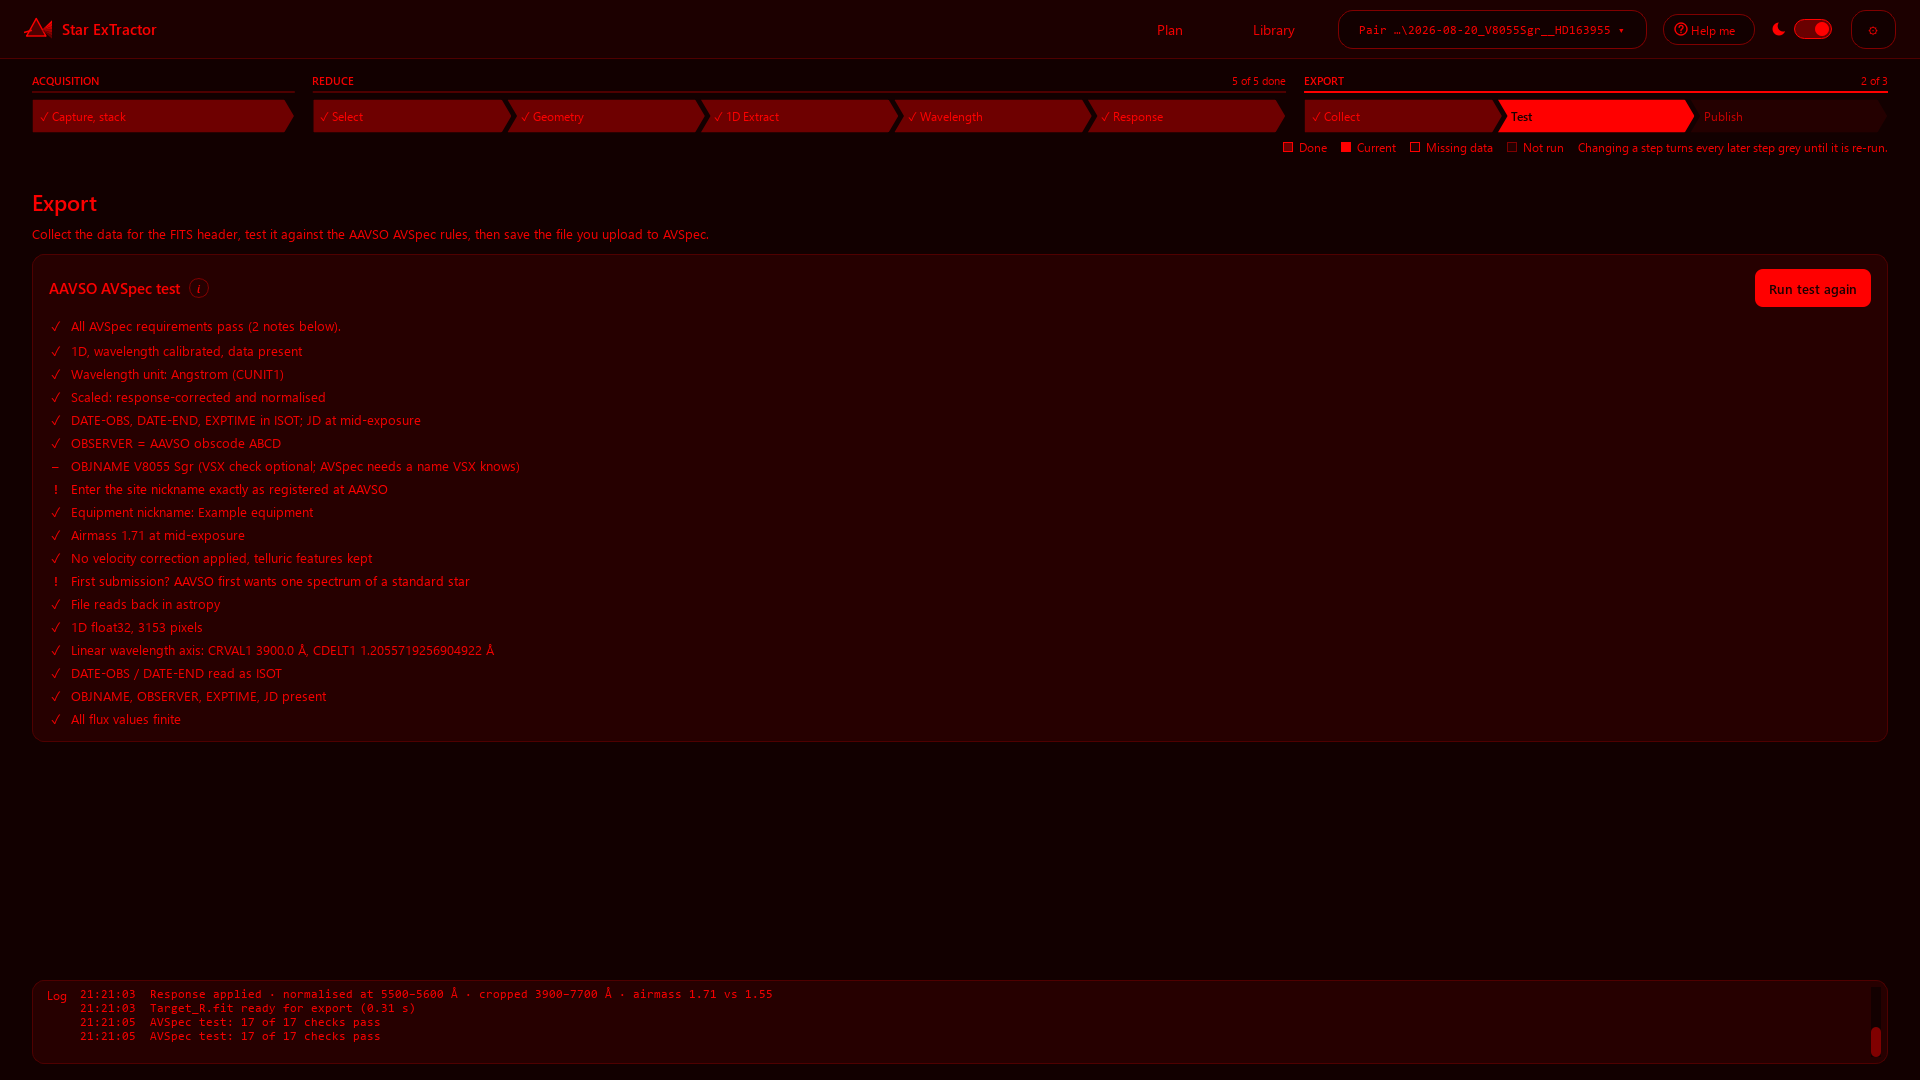 Star ExTractor
Plan
Library
Pair …\2026-08-20_V8055Sgr__HD163955 ▾
Help me
ACQUISITION
REDUCE
5 of 5 done
EXPORT
2 of 3
✓ Capture, stack
✓ Select
✓ Geometry
✓ 1D Extract
✓ Wavelength
✓ Response
✓ Collect
Test
Publish
Done
Current
Missing data
Not run
Changing a step turns every later step grey until it is re-run.
Export
Collect the data for the FITS header, test it against the AAVSO AVSpec rules, then save the file you upload to AVSpec.
AAVSO AVSpec test i
Run test again
✓ All AVSpec requirements pass (2 notes below).
✓ 1D, wavelength calibrated, data present
✓ Wavelength unit: Angstrom (CUNIT1)
✓ Scaled: response-corrected and normalised
✓ DATE-OBS, DATE-END, EXPTIME in ISOT; JD at mid-exposure
✓ OBSERVER = AAVSO obscode ABCD
– OBJNAME V8055 Sgr (VSX check optional; AVSpec needs a name VSX knows)
! Enter the site nickname exactly as registered at AAVSO
✓ Equipment nickname: Example equipment
✓ Airmass 1.71 at mid-exposure
✓ No velocity correction applied, telluric features kept
! First submission? AAVSO first wants one spectrum of a standard star
✓ File reads back in astropy
✓ 1D float32, 3153 pixels
✓ Linear wavelength axis: CRVAL1 3900.0 Å, CDELT1 1.2055719256904922 Å
✓ DATE-OBS / DATE-END read as ISOT
✓ OBJNAME, OBSERVER, EXPTIME, JD present
✓ All flux values finite
Log
21:21:03 Response applied · normalised at 5500–5600 Å · cropped 3900–7700 Å · airmass 1.71 vs 1.55
21:21:03 Target_R.fit ready for export (0.31 s)
21:21:05 AVSpec test: 17 of 17 checks pass
21:21:05 AVSpec test: 17 of 17 checks pass